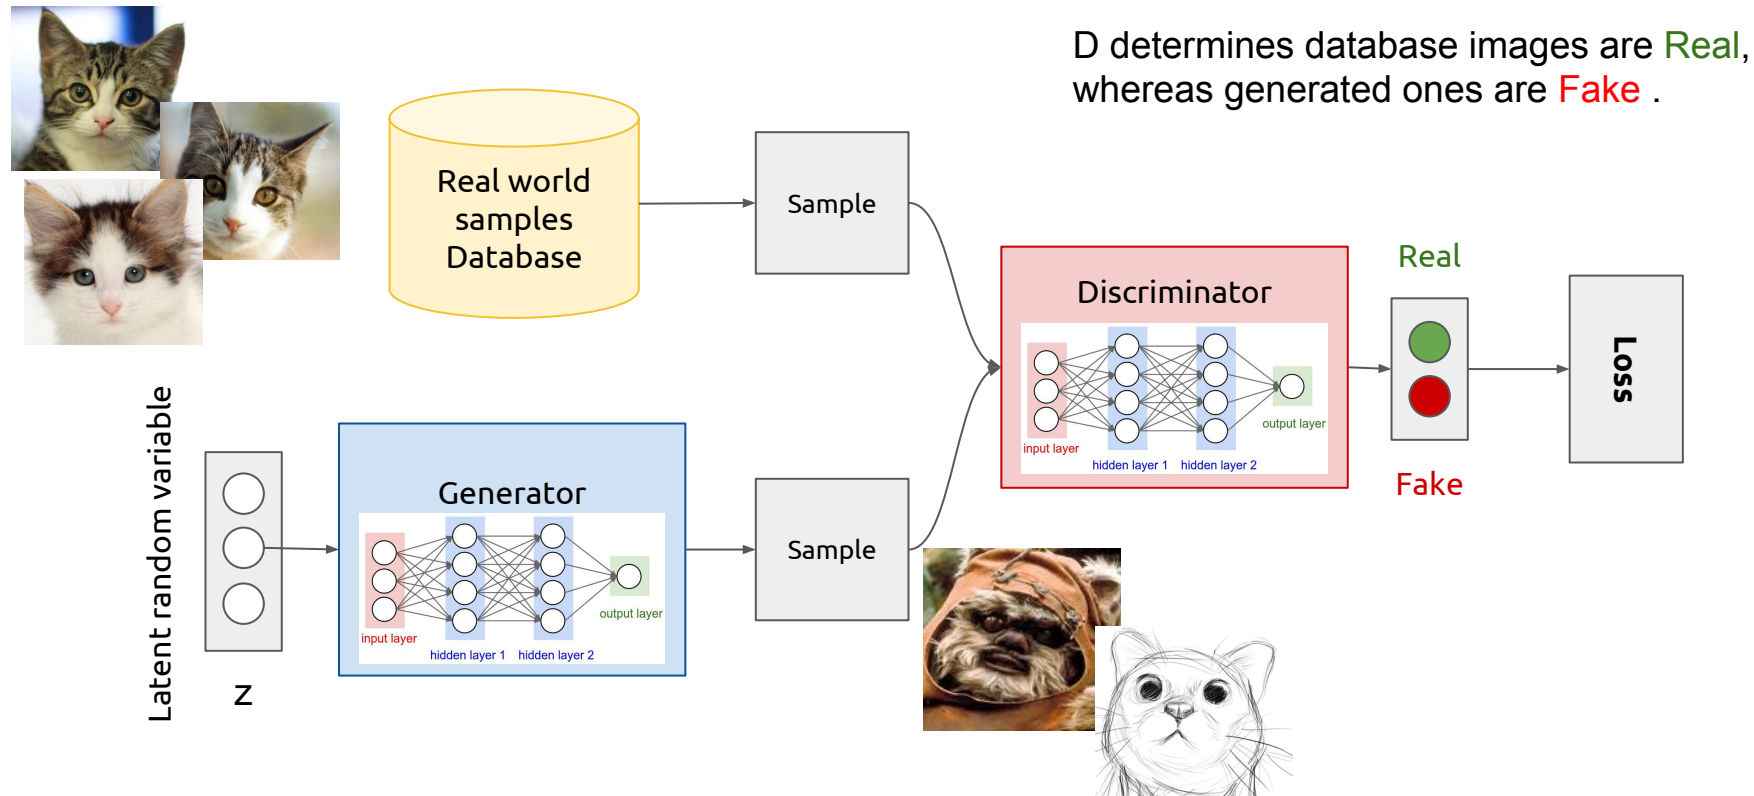 D determines database images are Real,
whereas generated ones are Fake .
Real world
samples
Database
Sample
Discriminator
input layer
hidden layer 1
hidden layer 2
output layer
Real
Fake
Loss
Latent random variable
z
Generator
input layer
hidden layer 1
hidden layer 2
output layer
Sample